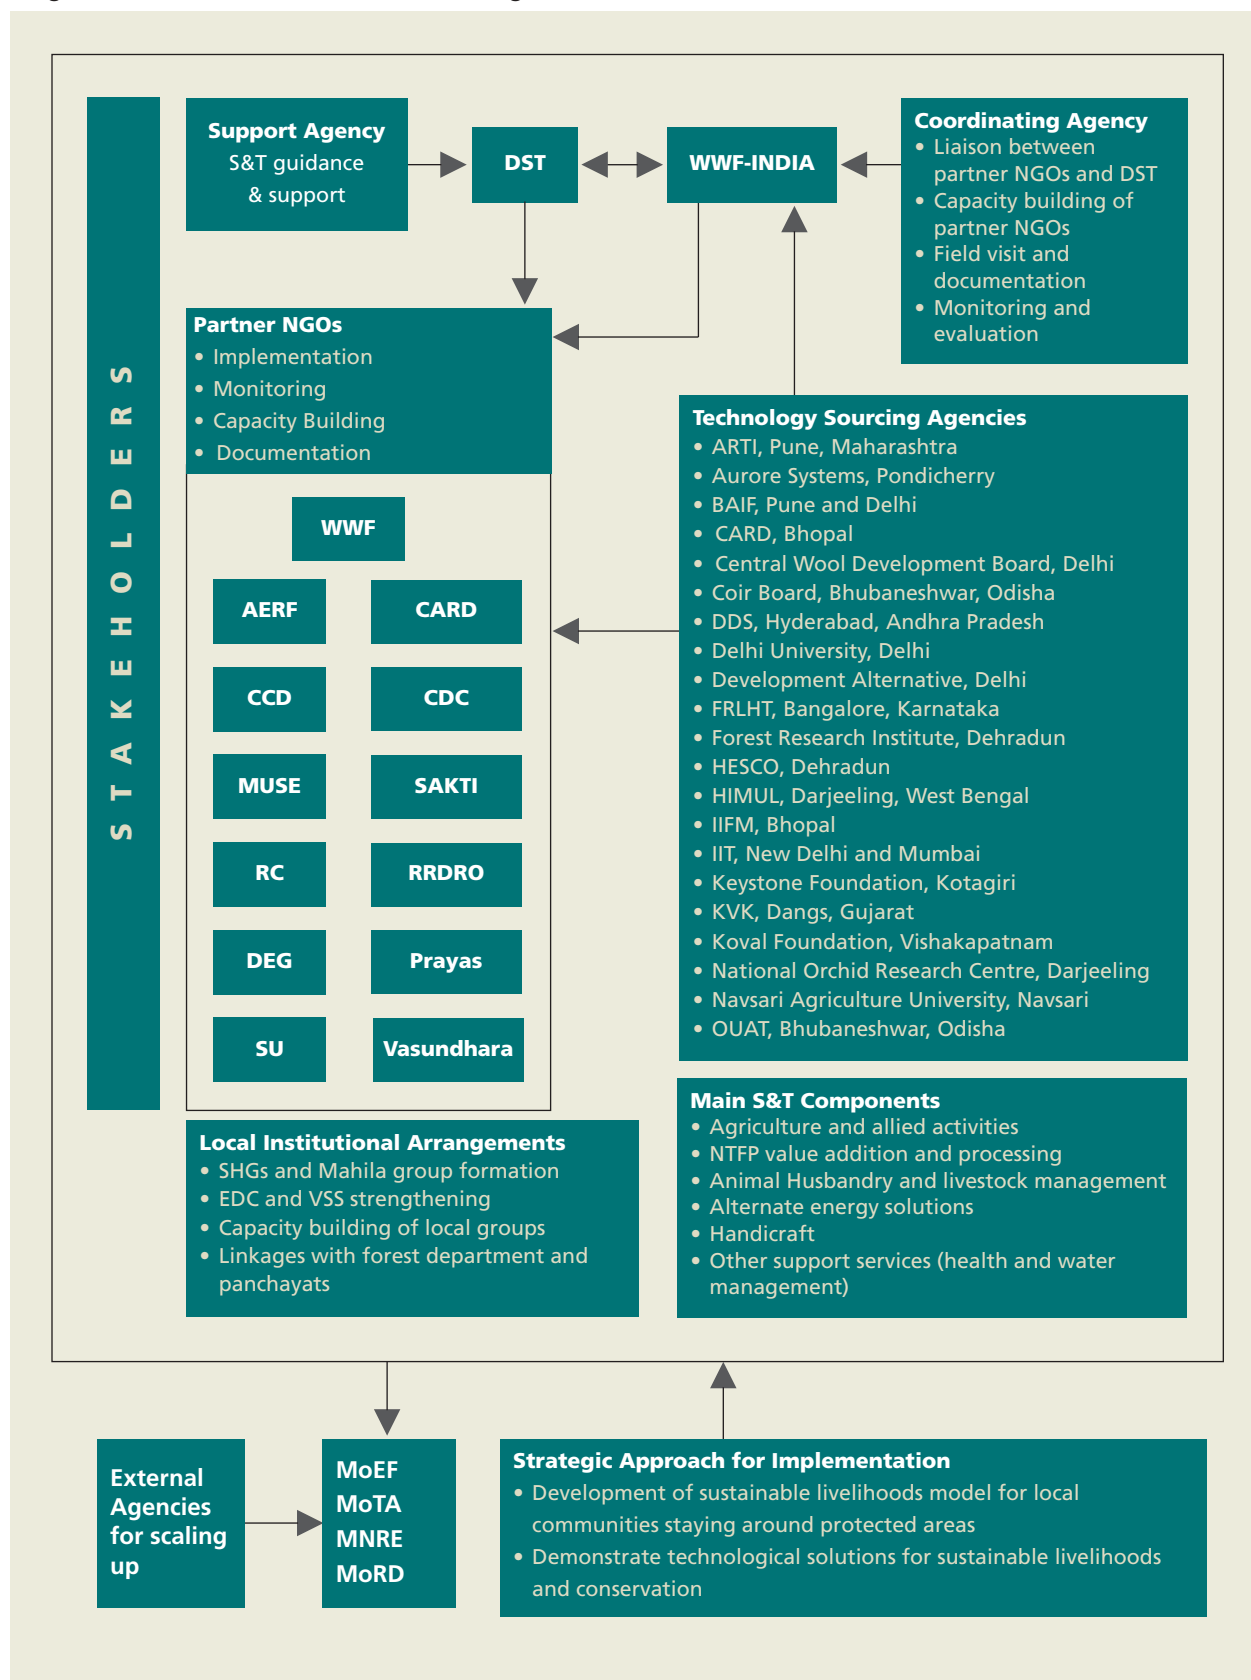 STAKEHOLDERS
Support Agency
S&T guidance
& support
DST
WWF-INDIA
Coordinating Agency
• Liaison between
partner NGOs and DST
• Capacity building of
partner NGOs
• Field visit and
documentation
• Monitoring and
evaluation
Partner NGOs
• Implementation
• Monitoring
• Capacity Building
• Documentation
WWF
AERF
CARD
CCD
CDC
MUSE
SAKTI
RC
RRDRO
DEG
Prayas
SU
Vasundhara
Technology Sourcing Agencies
• ARTI, Pune, Maharashtra
• Aurore Systems, Pondicherry
• BAIF, Pune and Delhi
• CARD, Bhopal
• Central Wool Development Board, Delhi
• Coir Board, Bhubaneshwar, Odisha
• DDS, Hyderabad, Andhra Pradesh
• Delhi University, Delhi
• Development Alternative, Delhi
• FRLHT, Bangalore, Karnataka
• Forest Research Institute, Dehradun
• HESCO, Dehradun
• HIMUL, Darjeeling, West Bengal
• IIFM, Bhopal
• IIT, New Delhi and Mumbai
• Keystone Foundation, Kotagiri
• KVK, Dangs, Gujarat
• Koval Foundation, Vishakapatnam
• National Orchid Research Centre, Darjeeling
• Navsari Agriculture University, Navsari
• OUAT, Bhubaneshwar, Odisha
Local Institutional Arrangements
• SHGs and Mahila group formation
• EDC and VSS strengthening
• Capacity building of local groups
• Linkages with forest department and
panchayats
Main S&T Components
• Agriculture and allied activities
• NTFP value addition and processing
• Animal Husbandry and livestock management
• Alternate energy solutions
• Handicraft
• Other support services (health and water
management)
External
Agencies
for scaling
up
MoEF
MoTA
MNRE
MoRD
Strategic Approach for Implementation
• Development of sustainable livelihoods model for local
communities staying around protected areas
• Demonstrate technological solutions for sustainable livelihoods
and conservation